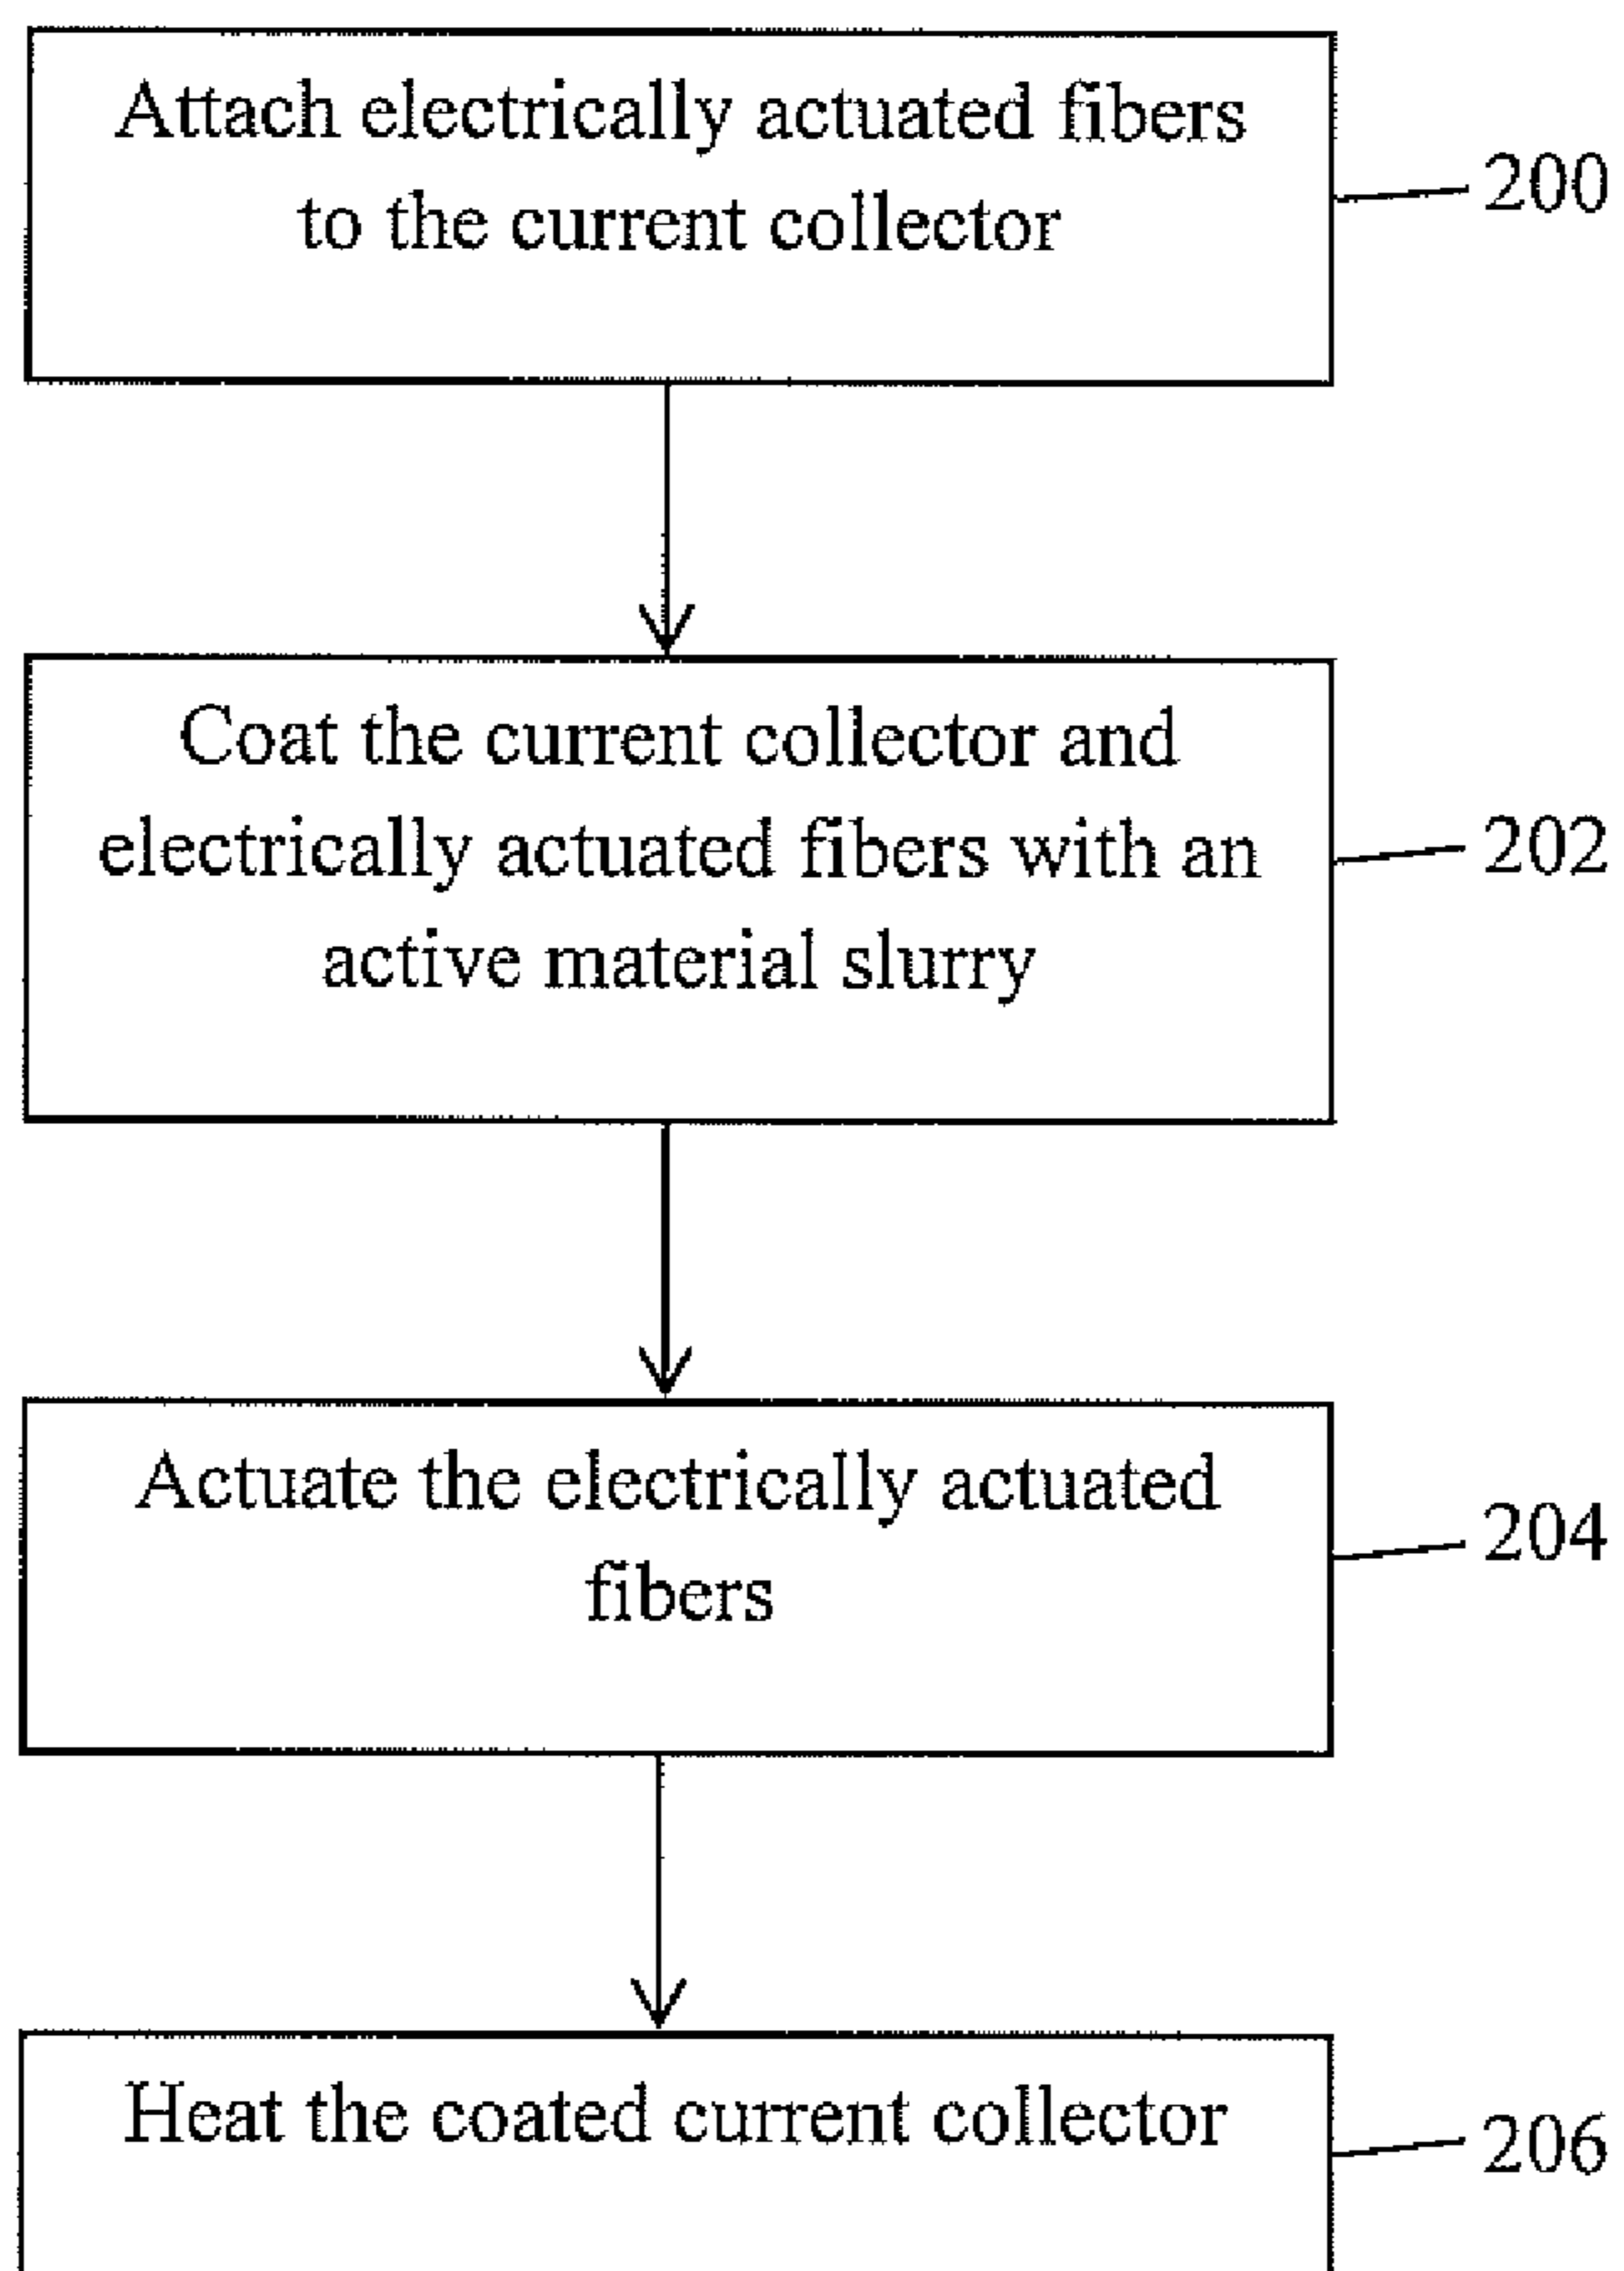 Attach electrically actuated fibers
to the current collector
200
Coat the current collector and
electrically actuated fibers with an
active material slurry
202
Actuate the electrically actuated
fibers
204
Heat the coated current collector
206